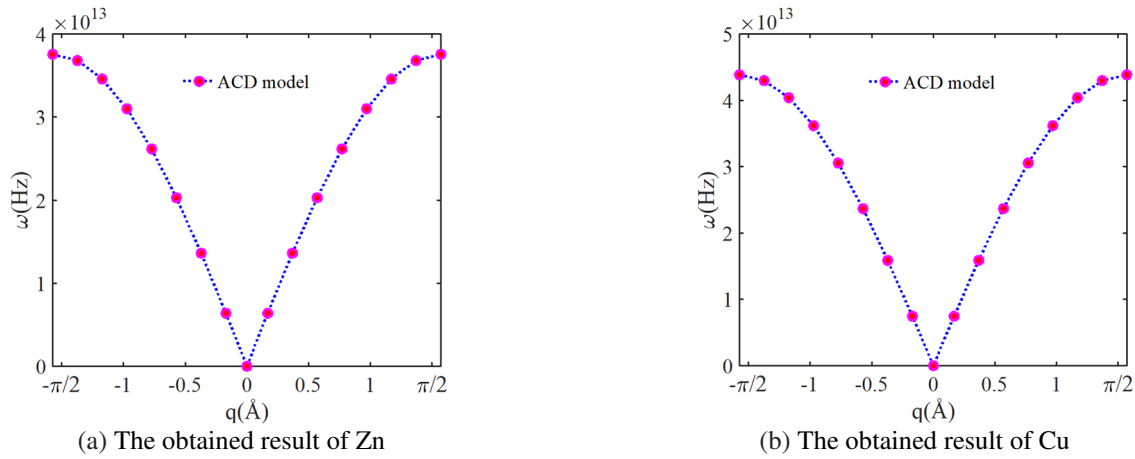 ×10^13
4
3
2
1
0
ω(Hz)
ACD model
-π/2 -1 -0.5 0 0.5 1 π/2
q(Å)
(a) The obtained result of Zn
×10^13
5
4
3
2
1
0
ω(Hz)
ACD model
-π/2 -1 -0.5 0 0.5 1 π/2
q(Å)
(b) The obtained result of Cu